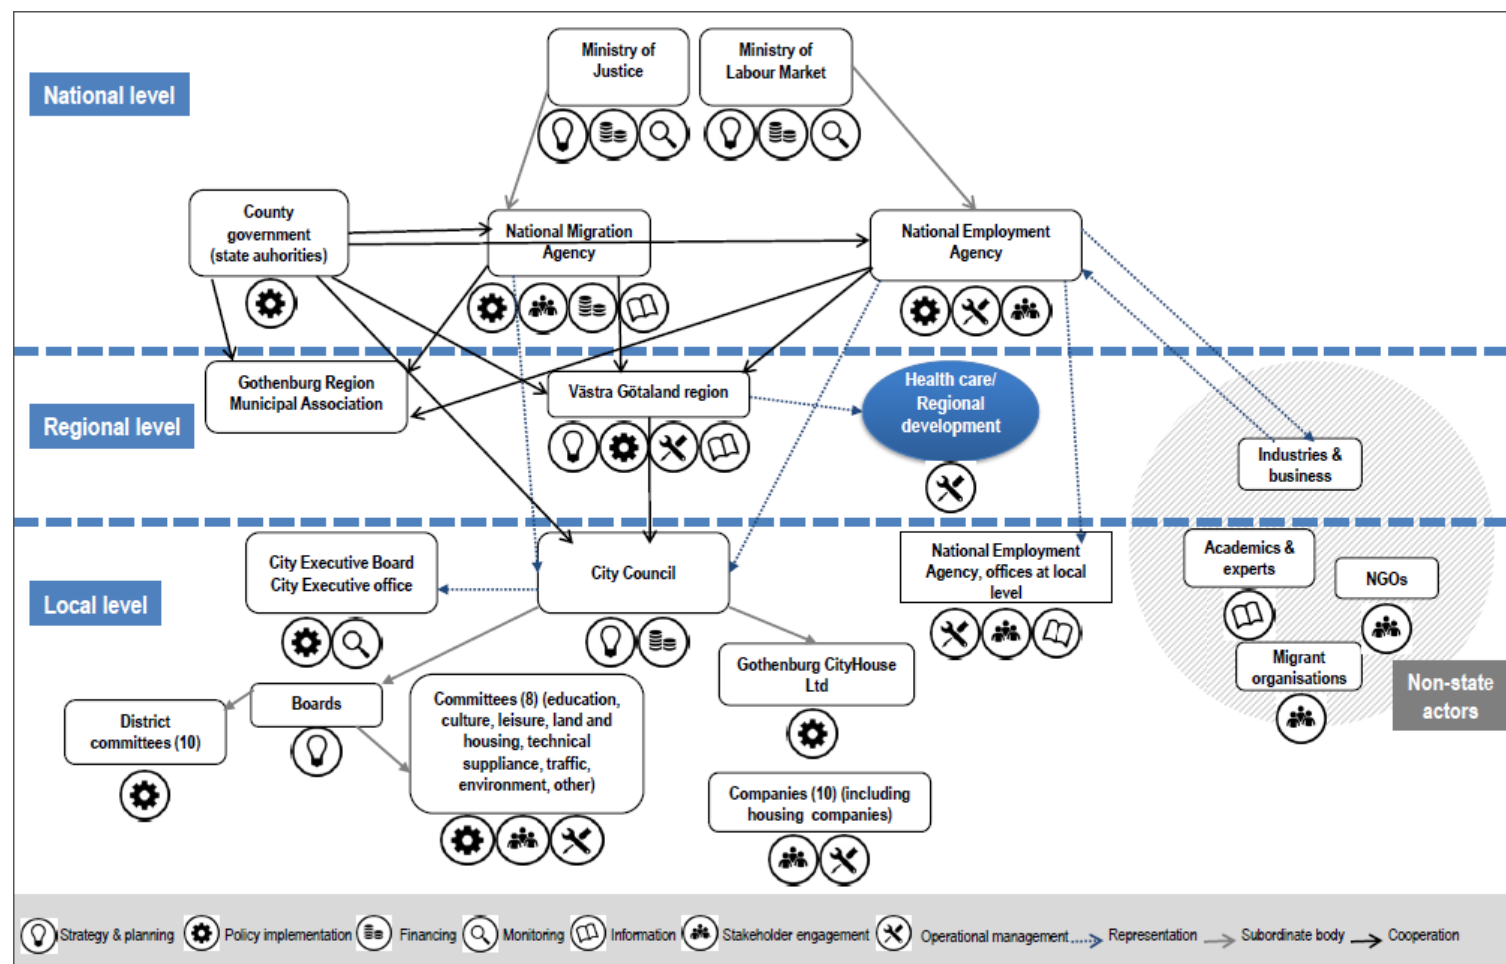 Ministry of
Justice
Ministry of
Labour Market
National level
County
government
(state auhorities)
National Migration
Agency
National Employment
Agency
Gothenburg Region
Municipal Association
Västra Götaland region
Health care/
Regional
development
Regional level
Industries &
business
City Executive Board
City Executive office
City Council
National Employment
Agency, offices at local
level
Academics &
experts
NGOs
Local level
Gothenburg CityHouse
Ltd
Migrant
organisations
Non-state
actors
Boards
District
committees (10)
Committees (8) (education,
culture, leisure, land and
housing, technical
suppliance, traffic,
environment, other)
Companies (10) (including
housing companies)
Strategy & planning
Policy implementation
Financing
Monitoring
Information
Stakeholder engagement
Operational management
Representation
Subordinate body
Cooperation